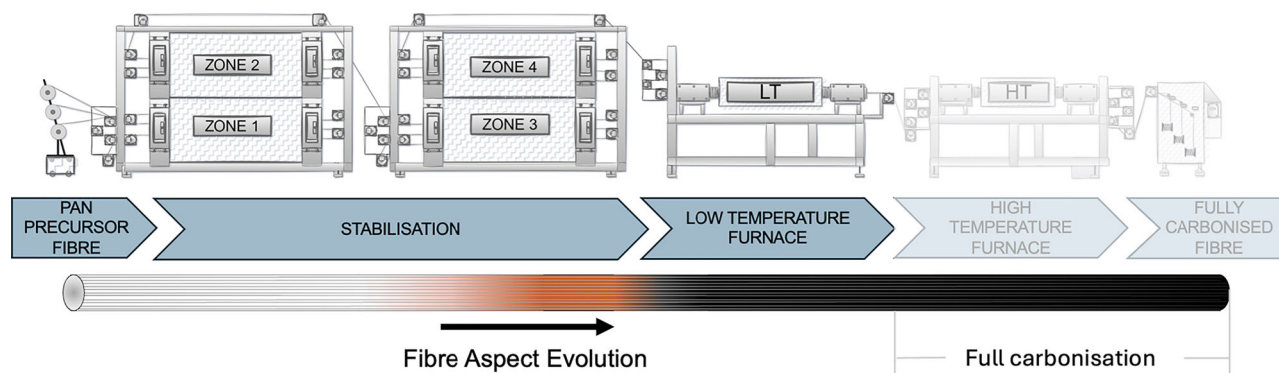 ZONE 2
ZONE 4
LT
HT
ZONE 1
ZONE 3
PAN
PRECURSOR
FIBRE
STABILISATION
LOW TEMPERATURE
FURNACE
HIGH
TEMPERATURE
FURNACE
FULLY
CARBONISED
FIBRE
Fibre Aspect Evolution
Full carbonisation